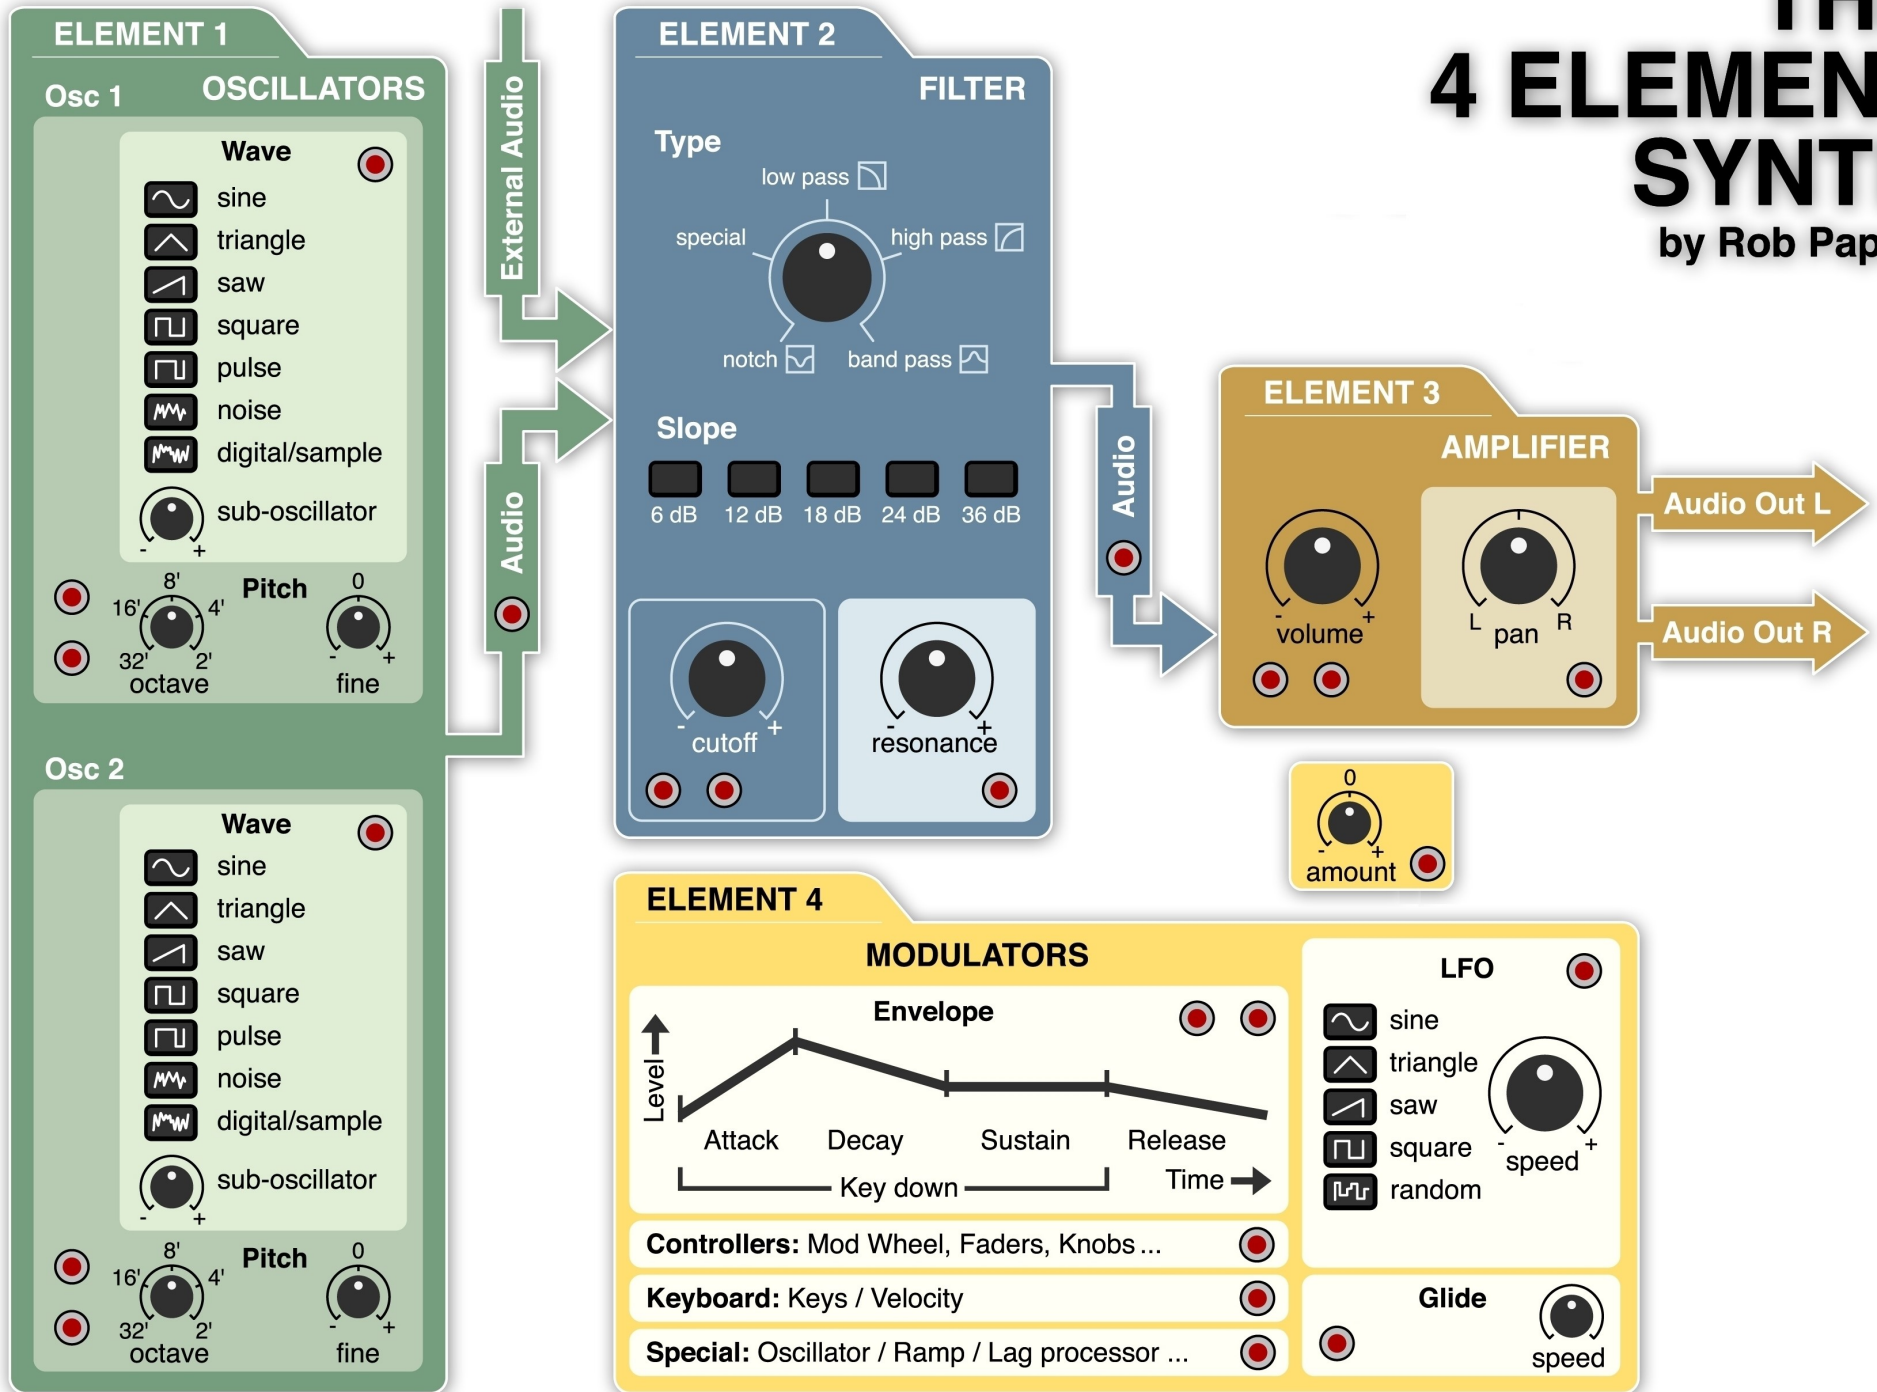 ELEMENT 1
OSCILLATORS
Osc 1
Wave
sine
triangle
saw
square
pulse
noise
digital/sample
sub-oscillator
- +
Pitch
8'
16' 4'
32' 2'
octave
0
- +
fine
Osc 2
Wave
sine
triangle
saw
square
pulse
noise
digital/sample
sub-oscillator
- +
Pitch
8'
16' 4'
32' 2'
octave
0
- +
fine
External Audio
Audio
ELEMENT 2
FILTER
Type
low pass
special
high pass
notch
band pass
Slope
6 dB 12 dB 18 dB 24 dB 36 dB
- +
cutoff
- +
resonance
Audio
4
by Rob
ELEMENT 3
AMPLIFIER
- +
volume
L R
pan
Audio Out L
Audio Out R
0
- +
amount
ELEMENT 4
MODULATORS
Envelope
Level
Attack Decay Sustain Release
Key down
Time
Controllers: Mod Wheel, Faders, Knobs ...
Keyboard: Keys / Velocity
Special: Oscillator / Ramp / Lag processor ...
LFO
sine
triangle
saw
square
random
- +
speed
Glide
speed